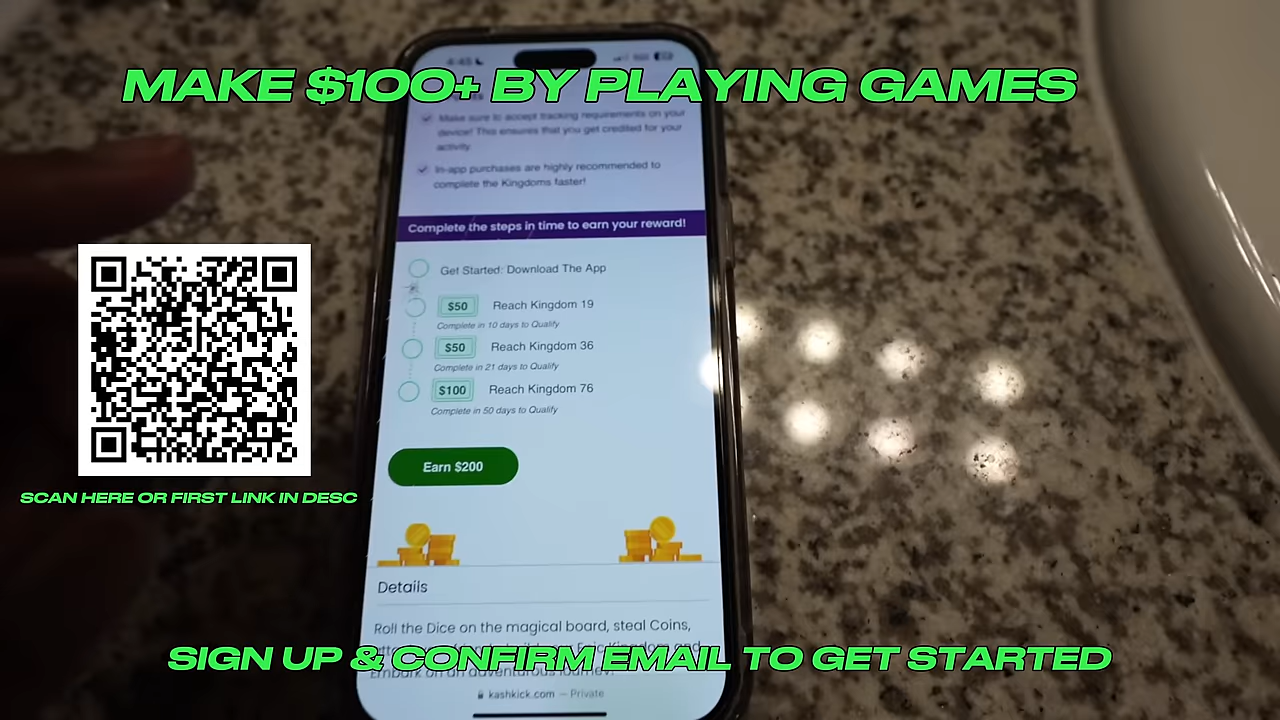 MAKE $100+ BY PLAYING GAMES
Make sure to accept tracking requirements on your
device! This ensures that you get credited for your
activity.
In-app purchases are highly recommended to
complete the Kingdoms faster!
Complete the steps in time to earn your reward!
Get Started: Download The App
$50 Reach Kingdom 19
Complete in 10 days to Qualify
$50 Reach Kingdom 36
Complete in 21 days to Qualify
$100 Reach Kingdom 76
Complete in 50 days to Qualify
Earn $200
SCAN HERE OR FIRST LINK IN DESC
Details
Roll the Dice on the magical board, steal Coins,
SIGN UP & CONFIRM EMAIL TO GET STARTED
Embark on an adventurous journey!
kashkick.com — Private